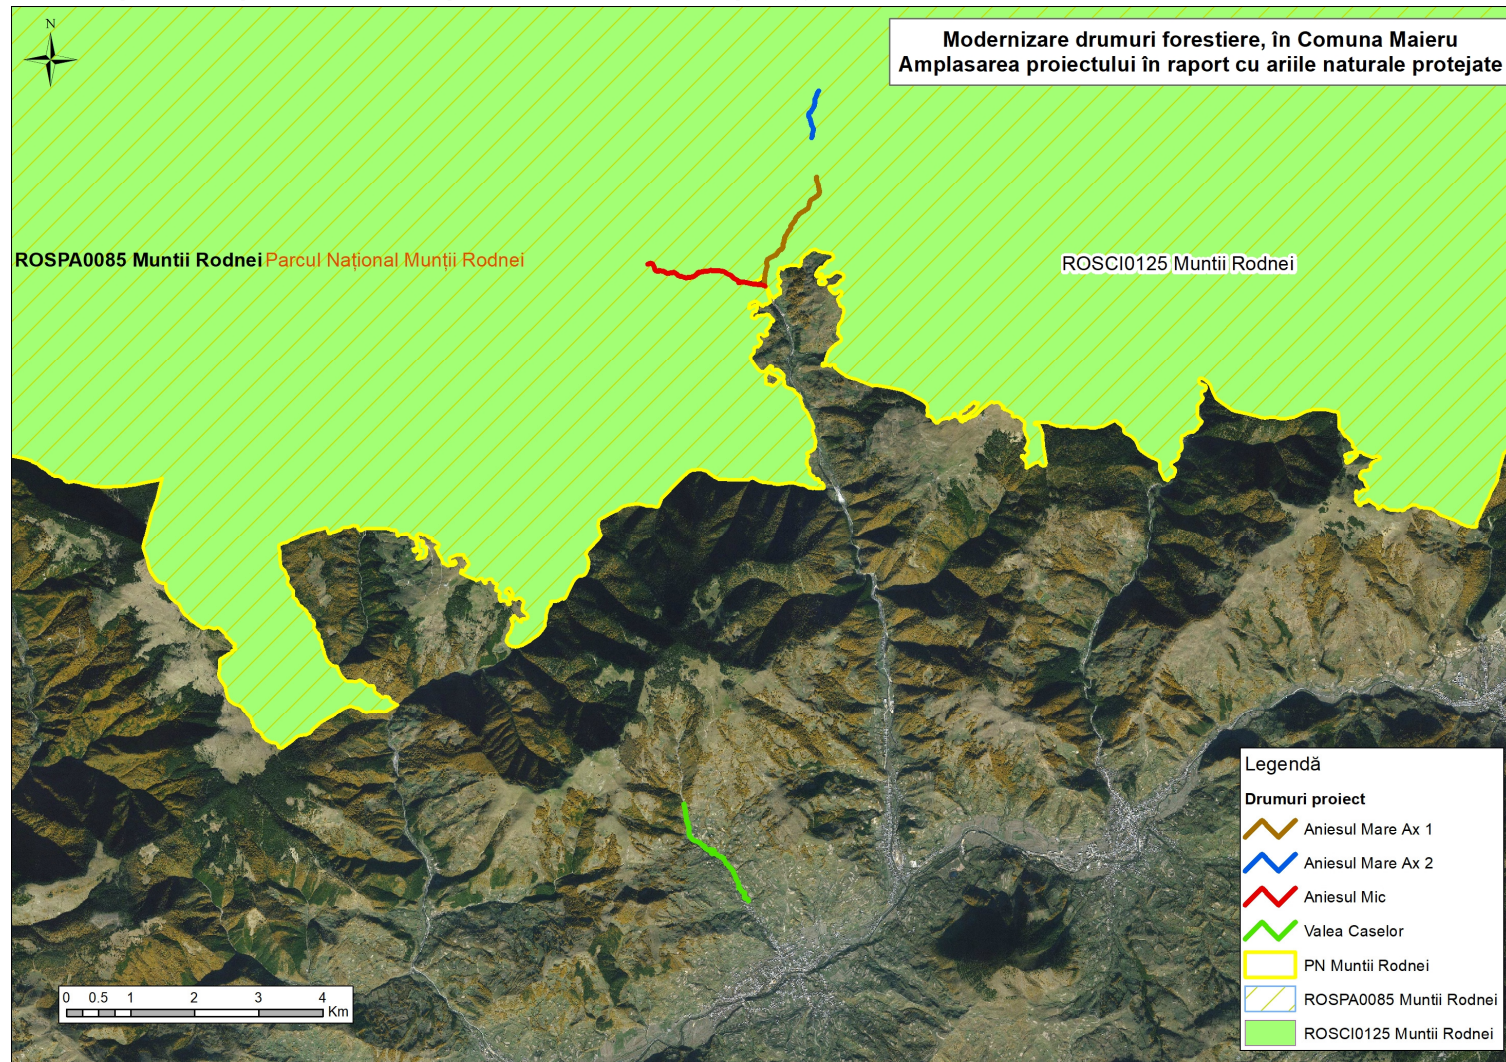 N
Modernizare drumuri forestiere, în Comuna Maieru
Amplasarea proiectului în raport cu ariile naturale protejate
ROSPA0085 Muntii Rodnei Parcul Național Munții Rodnei
ROSCI0125 Muntii Rodnei
Legendă
Drumuri proiect
Aniesul Mare Ax 1
Aniesul Mare Ax 2
Aniesul Mic
Valea Caselor
PN Muntii Rodnei
ROSPA0085 Muntii Rodnei
ROSCI0125 Muntii Rodnei
0 0.5 1 2 3 4
Km